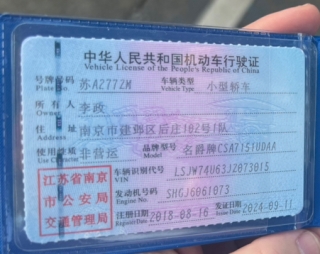 中华人民共和国机动车行驶证
Vehicle License of the People's Republic of China
号牌号码 Plate No. 苏A277ZM 车辆类型 Vehicle Type 小型轿车
所有人 Owner 李政
住址 南京市建邺区后庄102号1队
使用性质 Use Character 非营运 品牌型号 Model 名爵牌CSA7151UDAA
车辆识别代号 VIN LSJW74U63JZ073015
发动机号码 Engine No. SHGJ6061073
注册日期 2018-08-16 发证日期 2024-09-11
江苏省南京
市公安局
交通管理局